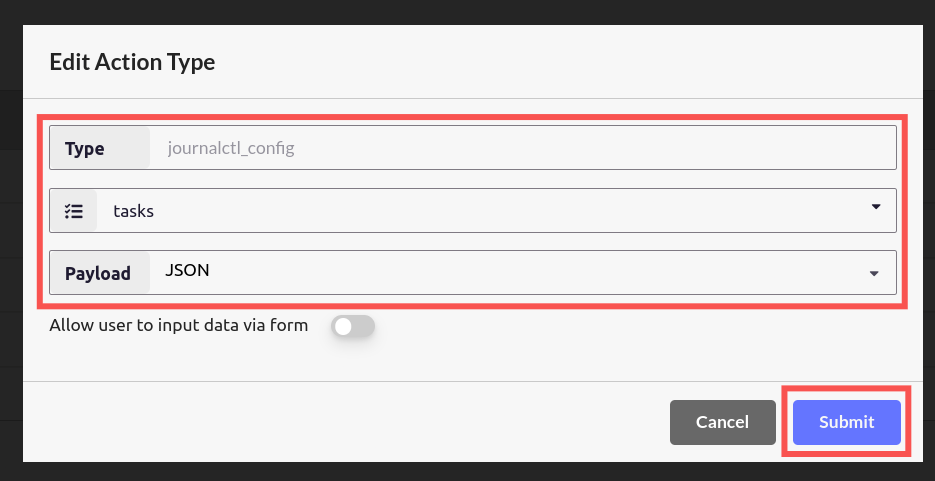 Edit Action Type
Type journalctl_config
tasks
Payload JSON
Allow user to input data via form
Cancel Submit